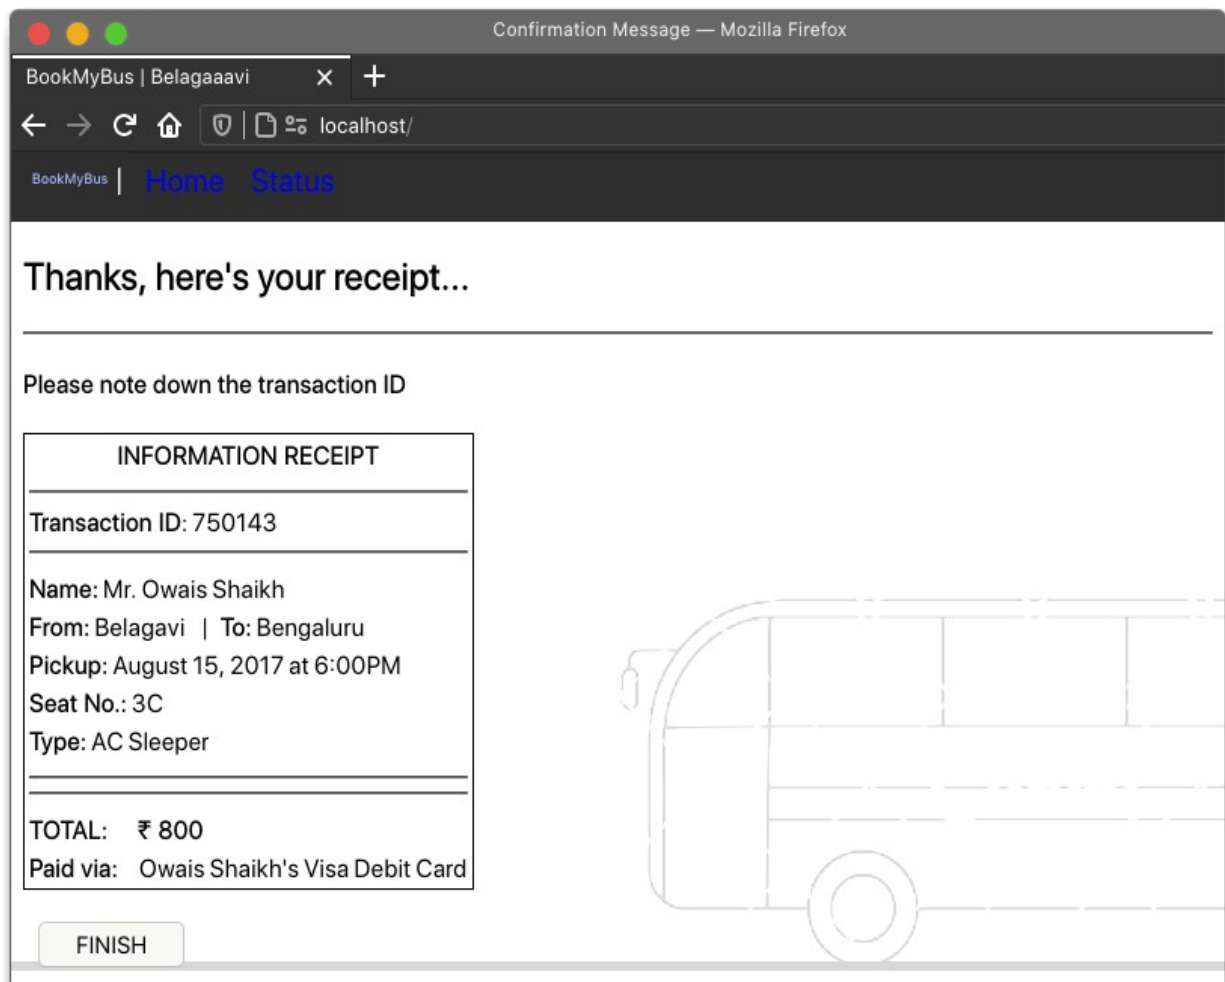 Confirmation Message — Mozilla Firefox
BookMyBus | Belagaaavi
localhost/
BookMyBus | Home Status
Thanks, here's your receipt...
Please note down the transaction ID
INFORMATION RECEIPT
Transaction ID: 750143
Name: Mr. Owais Shaikh
From: Belagavi | To: Bengaluru
Pickup: August 15, 2017 at 6:00PM
Seat No.: 3C
Type: AC Sleeper
TOTAL: ₹ 800
Paid via: Owais Shaikh's Visa Debit Card
FINISH